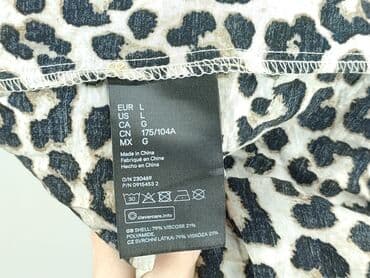 EUR L
US L
CA G
CN 175/104A
MX G
Made in China
Fabriqué en Chine
Hecho en China
O/N 230469
P/N 0915453 2
30
clevercare.info
GB SHELL: 79% VISCOSE 21%
POLYAMIDE,
CZ SVRCHNÍ LÁTKA: 79% VISKÓZA 21%